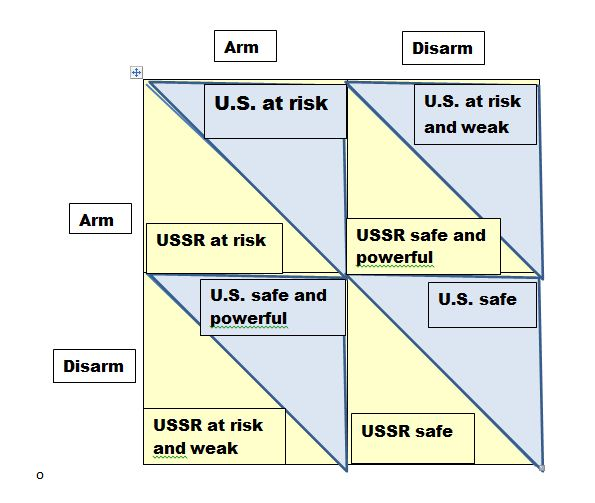 Arm
Disarm
U.S. at risk
U.S. at risk
and weak
Arm
USSR at risk
USSR safe and
powerful
U.S. safe and
powerful
U.S. safe
Disarm
USSR at risk
and weak
USSR safe
o